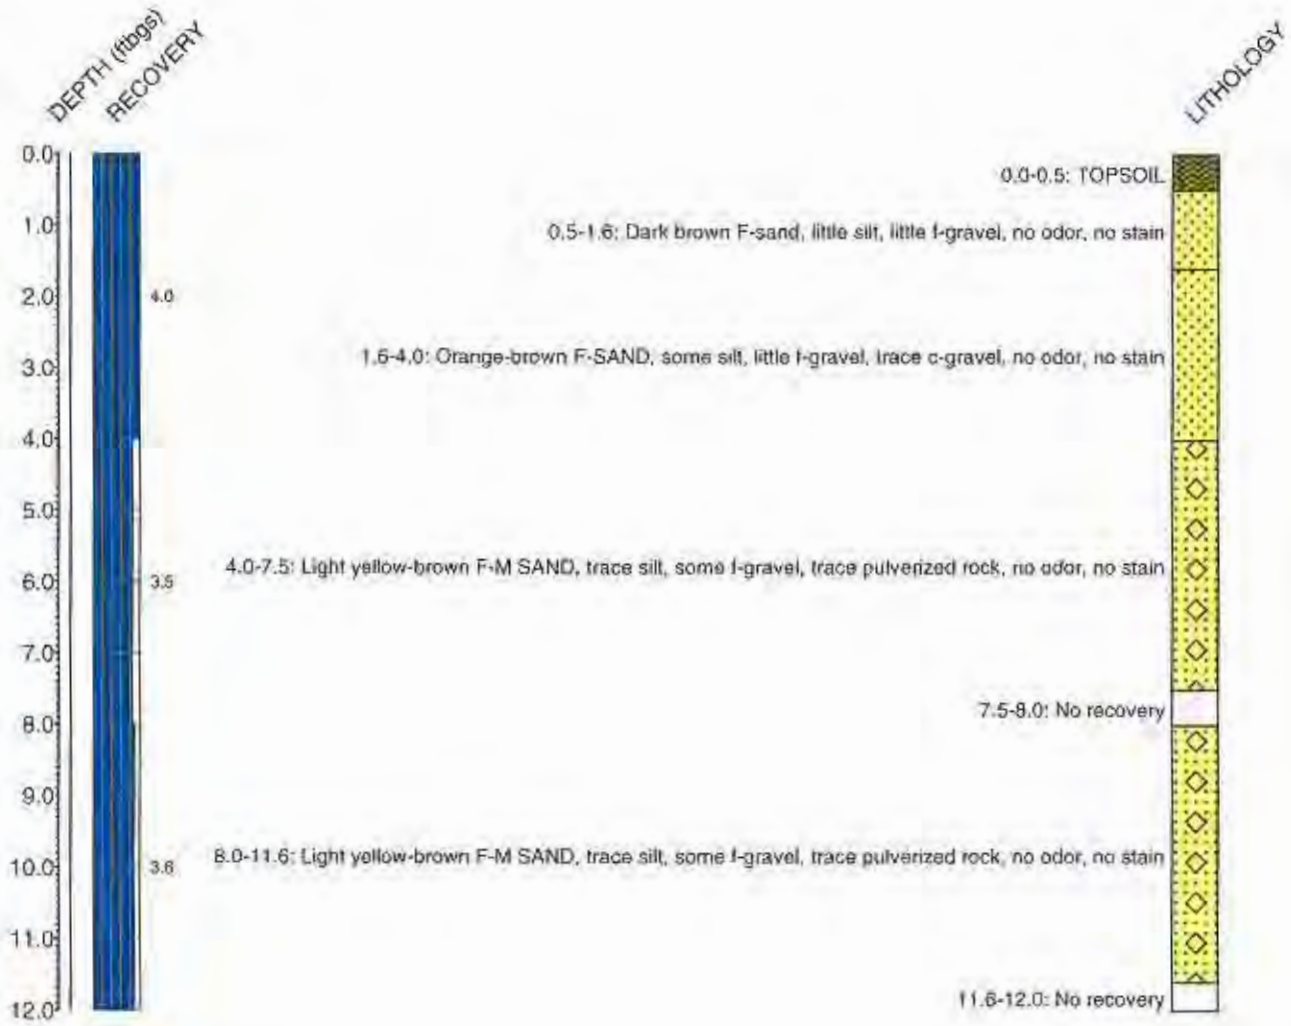 DEPTH (ftbgs)
RECOVERY
LITHOLOGY
0.0
0.0-0.5: TOPSOIL
1.0
0.5-1.6: Dark brown F-sand, little silt, little f-gravel, no odor, no stain
2.0
4.0
3.0
1.6-4.0: Orange-brown F-SAND, some silt, little f-gravel, trace c-gravel, no odor, no stain
4.0
5.0
4.0-7.5: Light yellow-brown F-M SAND, trace silt, some f-gravel, trace pulverized rock, no odor, no stain
6.0
3.5
7.0
7.5-8.0: No recovery
8.0
9.0
8.0-11.6: Light yellow-brown F-M SAND, trace silt, some f-gravel, trace pulverized rock, no odor, no stain
10.0
3.6
11.0
11.6-12.0: No recovery
12.0